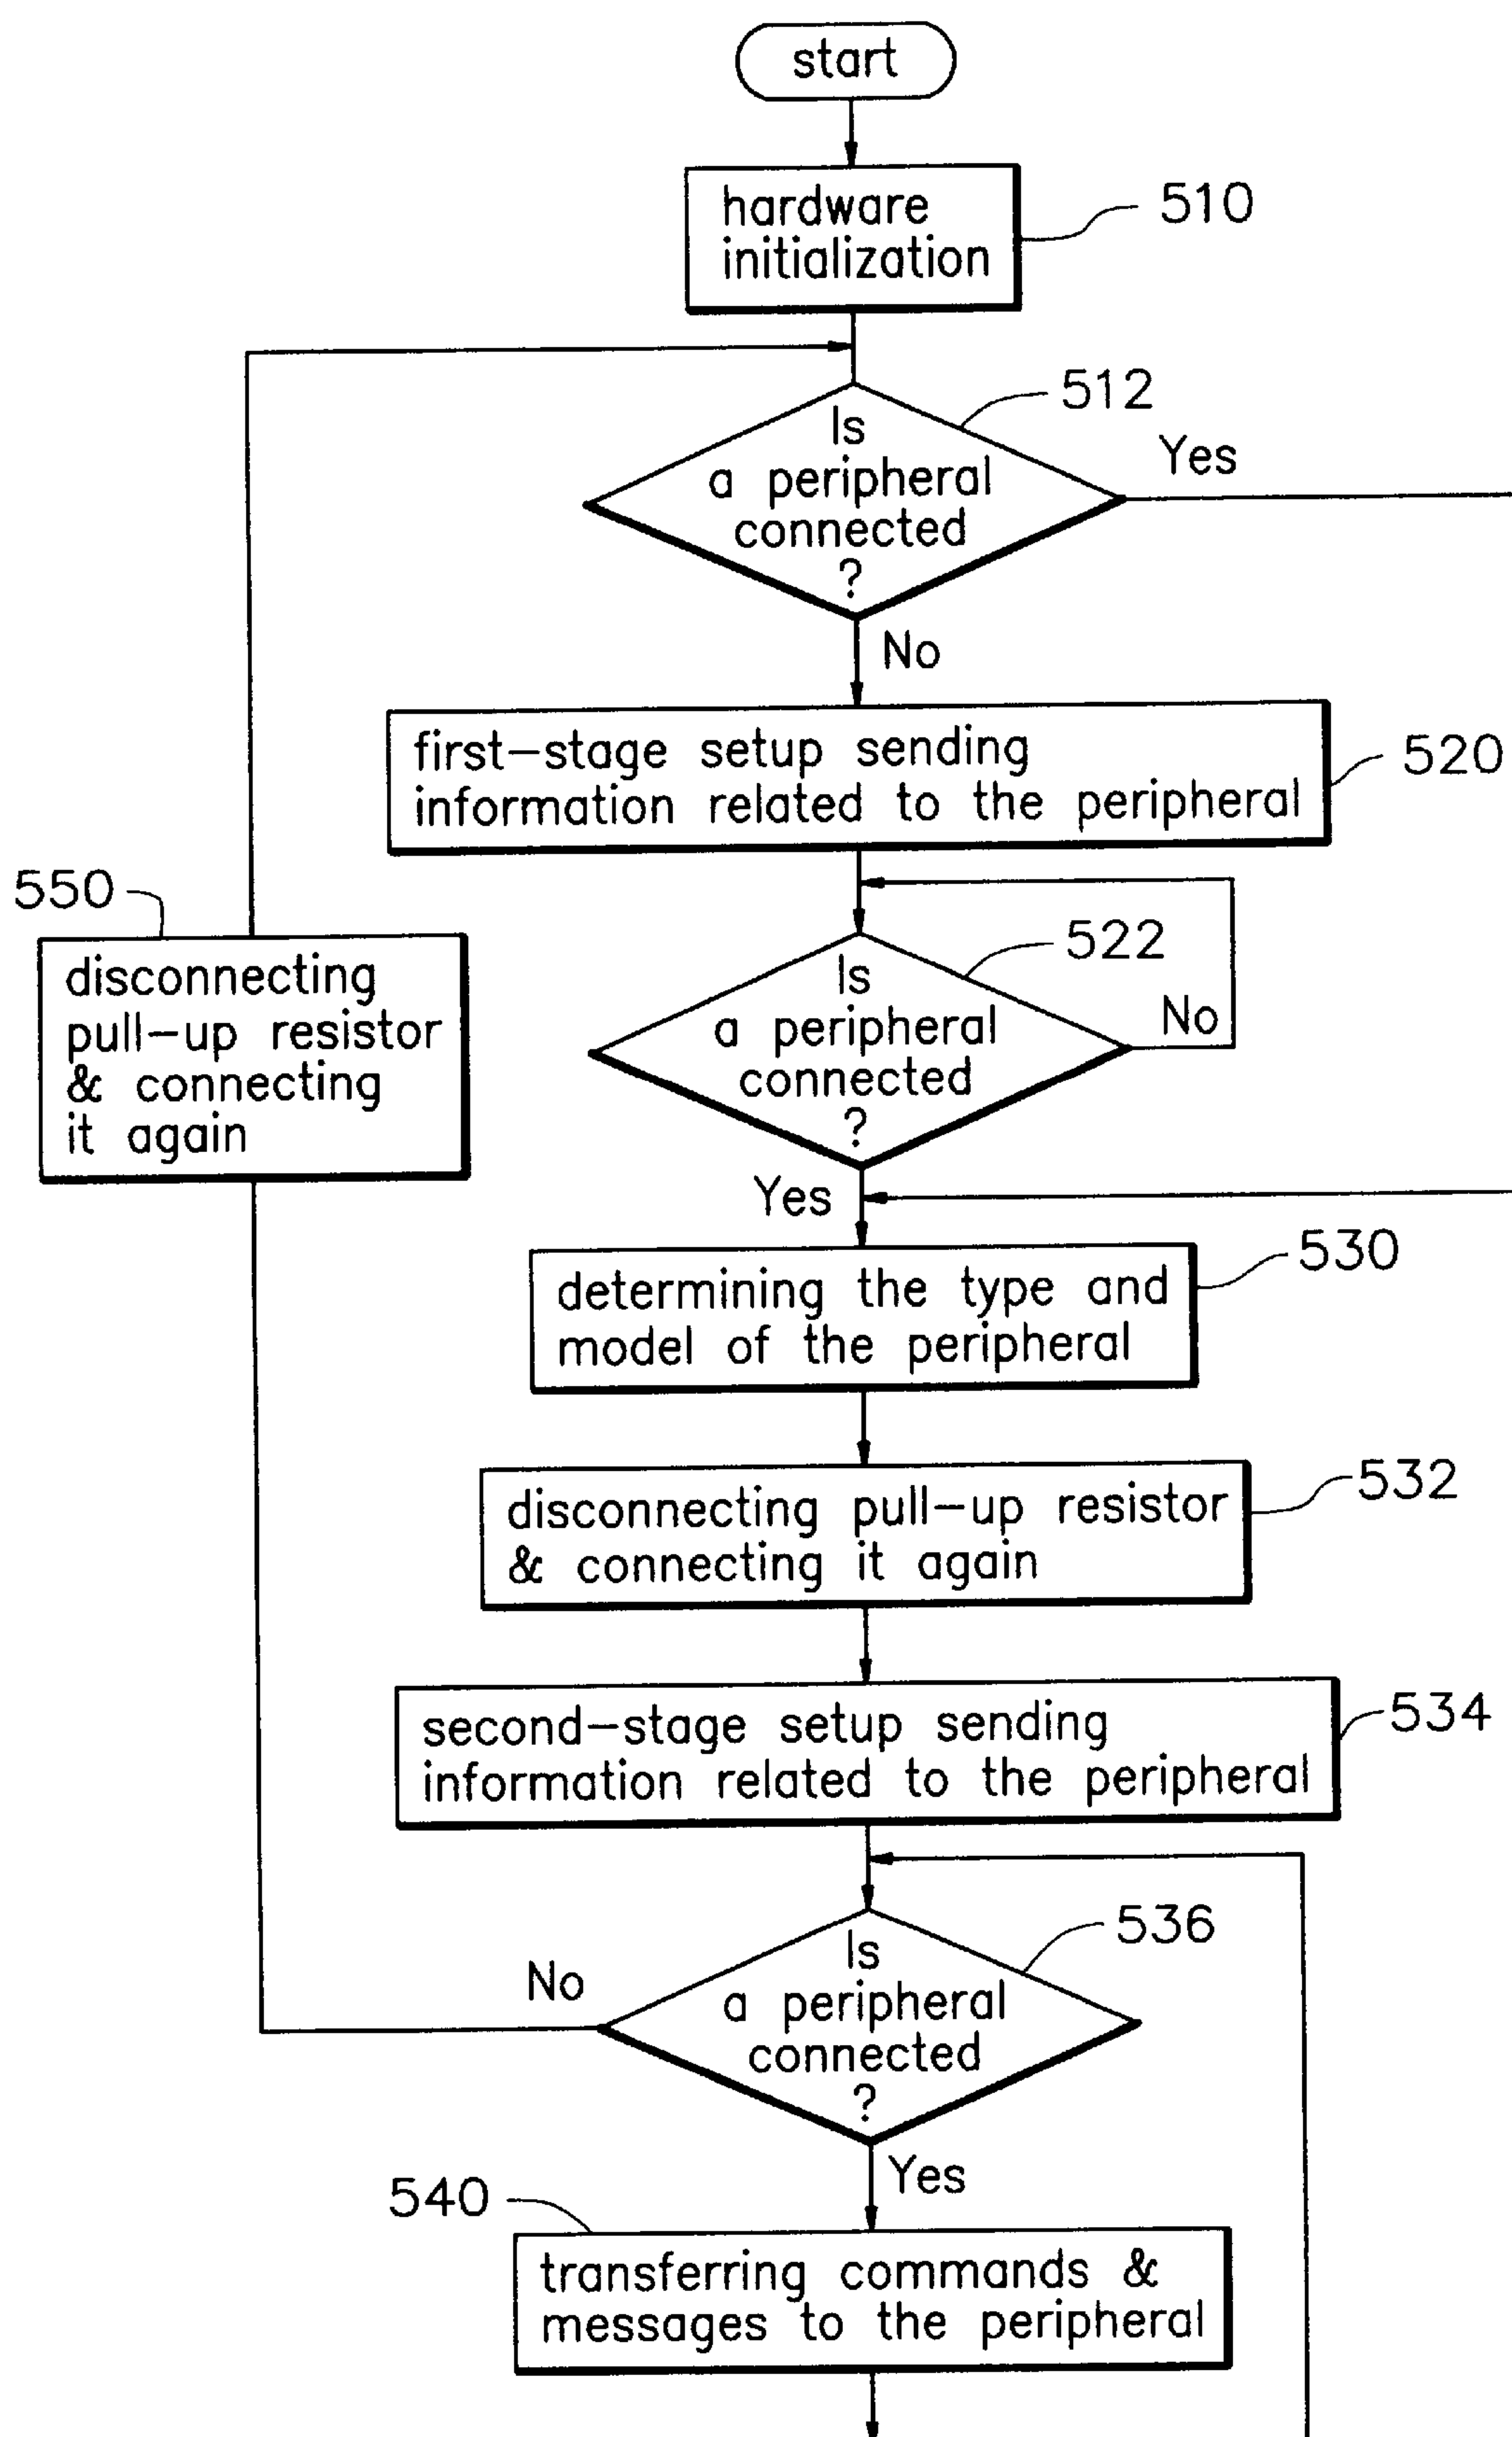 start
hardware
initialization
510
512
Is
a peripheral
connected
?
Yes
No
first-stage setup sending
information related to the peripheral
520
550
disconnecting
pull-up resistor
& connecting
it again
522
Is
a peripheral
connected
?
No
Yes
530
determining the type and
model of the peripheral
532
disconnecting pull-up resistor
& connecting it again
534
second-stage setup sending
information related to the peripheral
536
Is
a peripheral
connected
?
No
Yes
540
transferring commands &
messages to the peripheral